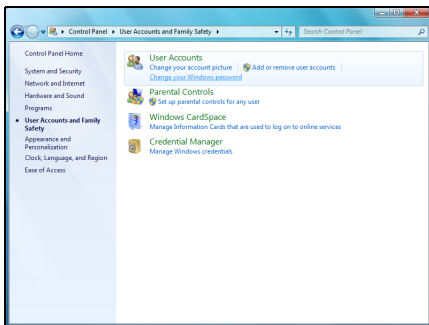 Control Panel ▸ User Accounts and Family Safety ▸
Search Control Panel
Control Panel Home
System and Security
Network and Internet
Hardware and Sound
Programs
User Accounts and Family
Safety
Appearance and
Personalization
Clock, Language, and Region
Ease of Access
User Accounts
Change your account picture | Add or remove user accounts |
Change your Windows password
Parental Controls
Set up parental controls for any user
Windows CardSpace
Manage Information Cards that are used to log on to online services
Credential Manager
Manage Windows credentials